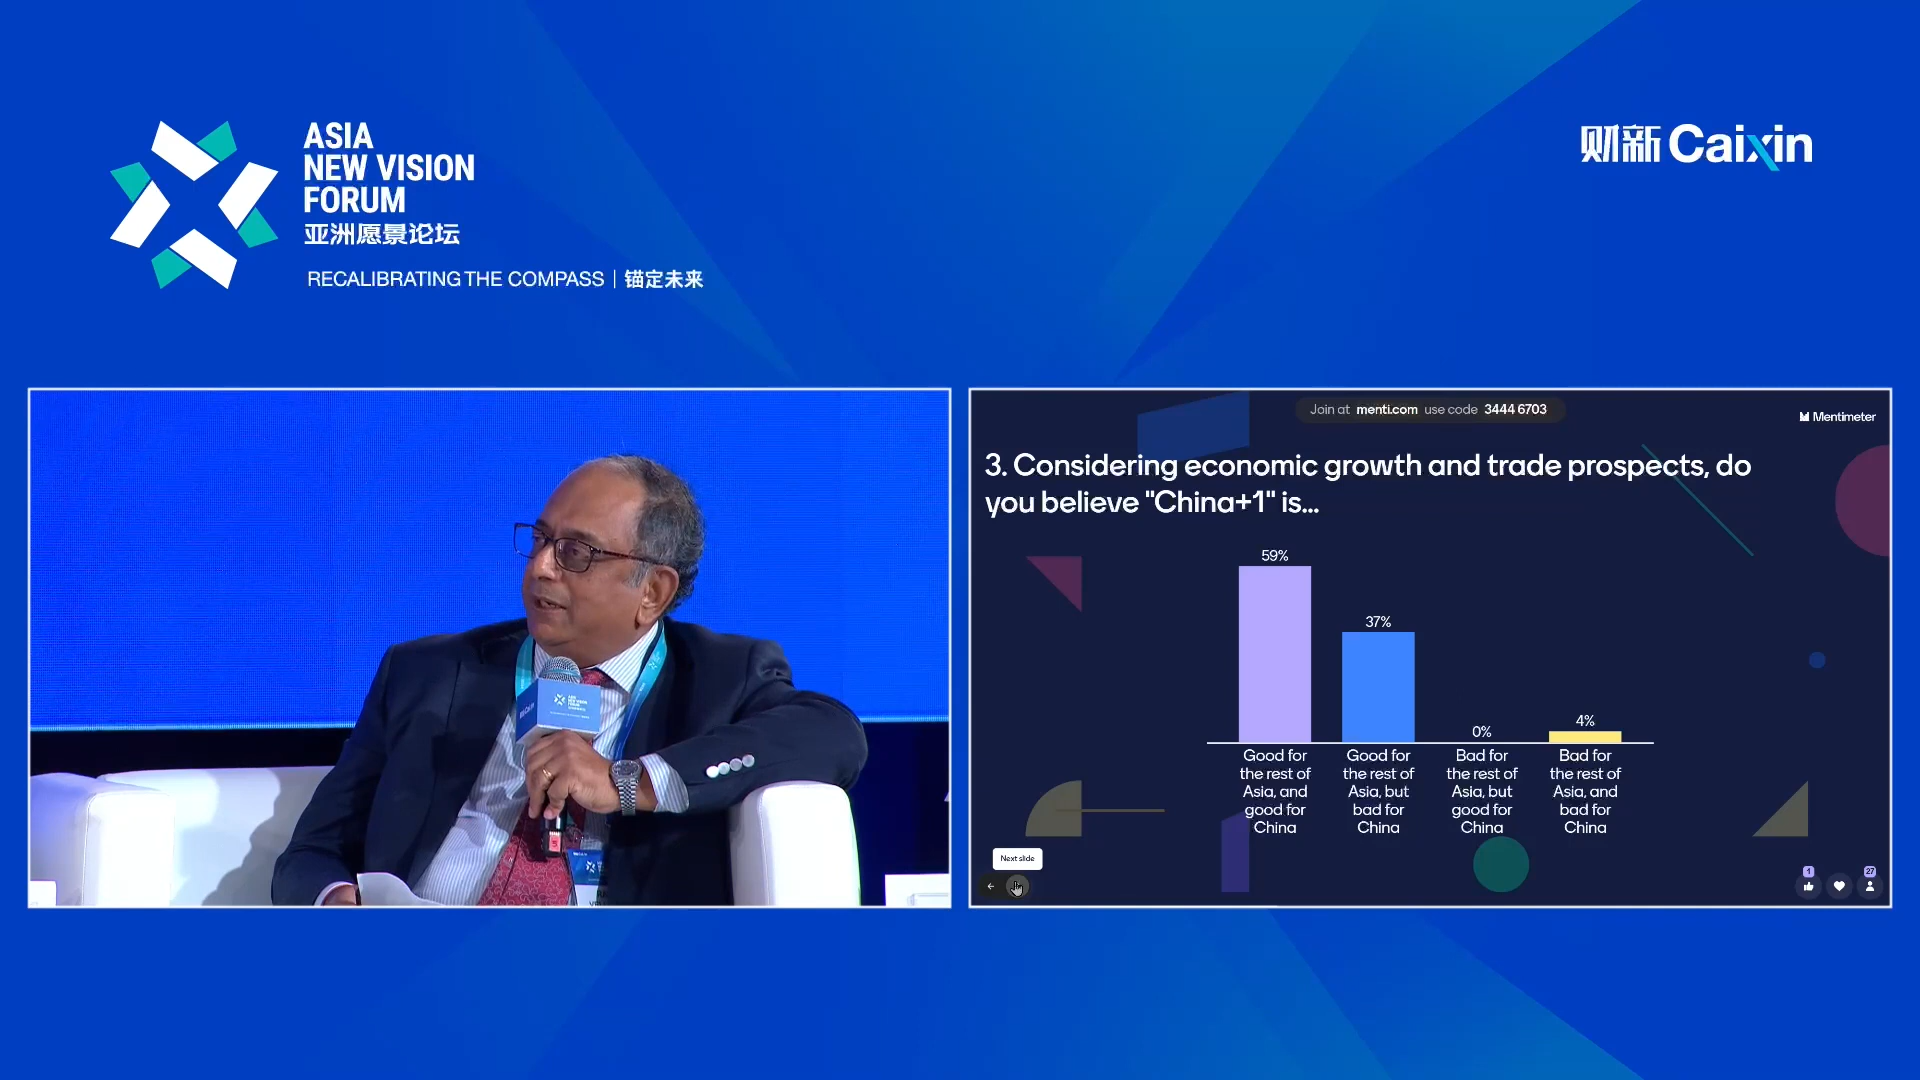 ASIA
NEW VISION
FORUM
亚洲愿景论坛
RECALIBRATING THE COMPASS | 锚定未来
财新 Caixin
Join at menti.com use code 3444 6703
Mentimeter
3. Considering economic growth and trade prospects, do
you believe "China+1" is...
59%
37%
0%
4%
Good for
the rest of
Asia, and
good for
China
Good for
the rest of
Asia, but
bad for
China
Bad for
the rest of
Asia, but
good for
China
Bad for
the rest of
Asia, and
bad for
China
Next slide
1
27